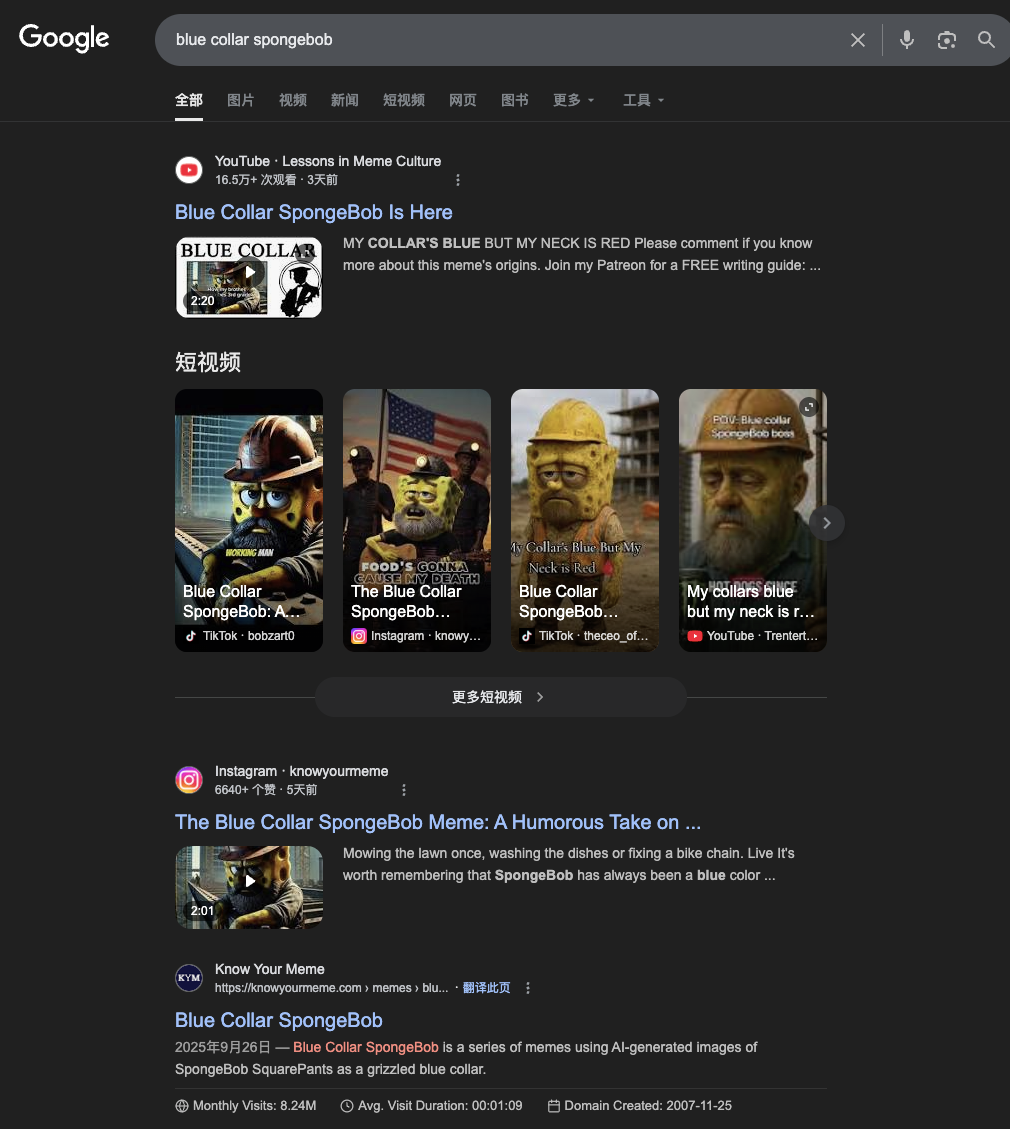 Google
blue collar spongebob
全部 图片 视频 新闻 短视频 网页 图书 更多 工具
YouTube · Lessons in Meme Culture
16.5万+ 次观看 · 3天前
Blue Collar SpongeBob Is Here
BLUE COLLAR
How my brother
2:20
MY COLLAR'S BLUE BUT MY NECK IS RED Please comment if you know
more about this meme's origins. Join my Patreon for a FREE writing guide: ...
短视频
WORKING MAN
Blue Collar
SpongeBob: A...
TikTok · bobzart0
FOOD'S GONNA
CAUSE MY DEATH
The Blue Collar
SpongeBob...
Instagram · knowy...
My Collar's Blue But My
Neck is Red
Blue Collar
SpongeBob...
TikTok · theceo_of...
POV: Blue collar
SpongeBob boss
HOT DOGS SINCE
My collars blue
but my neck is r...
YouTube · Trentert...
更多短视频
Instagram · knowyourmeme
6640+ 个赞 · 5天前
The Blue Collar SpongeBob Meme: A Humorous Take on ...
2:01
Mowing the lawn once, washing the dishes or fixing a bike chain. Live It's
worth remembering that SpongeBob has always been a blue color ...
KYM
Know Your Meme
https://knowyourmeme.com › memes › blu... · 翻译此页
Blue Collar SpongeBob
2025年9月26日 — Blue Collar SpongeBob is a series of memes using AI-generated images of
SpongeBob SquarePants as a grizzled blue collar.
Monthly Visits: 8.24M Avg. Visit Duration: 00:01:09 Domain Created: 2007-11-25